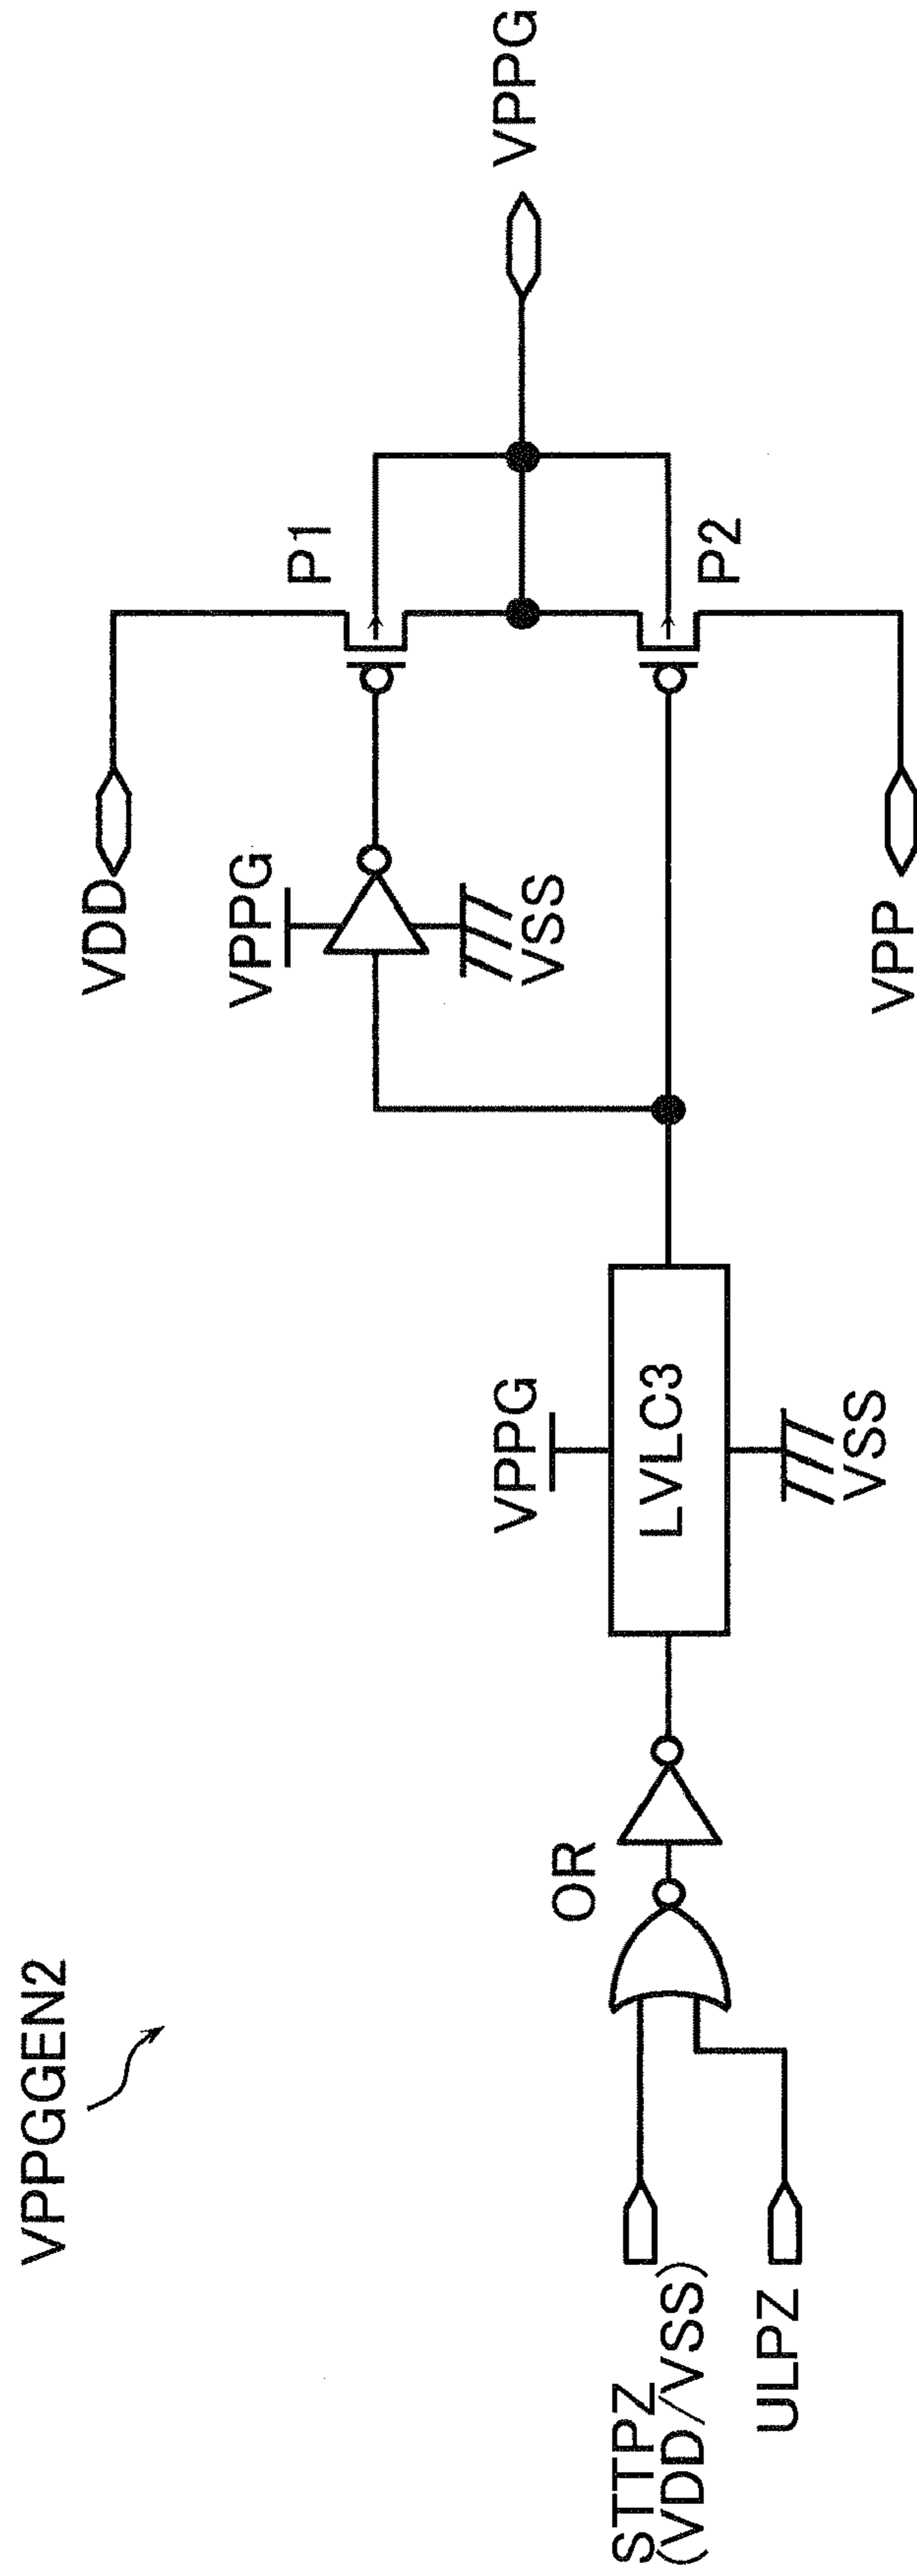 VPPGGEN2
STTPZ
(VDD/VSS)
ULPZ
OR
VPPG
LVLC3
VSS
VDD
VPPG
VSS
VPP
P1
P2
VPPG